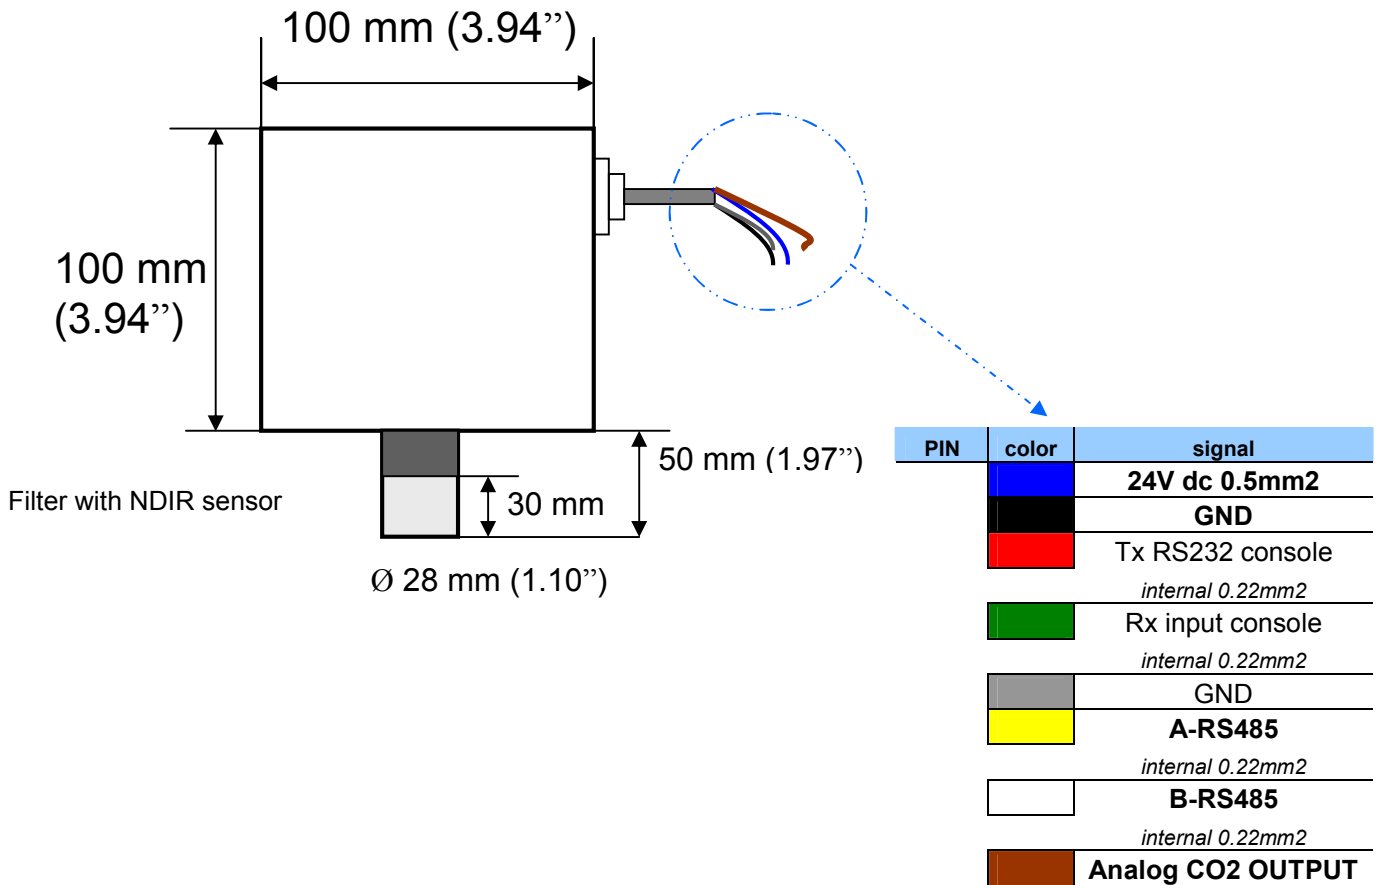 100 mm (3.94”)
100 mm
(3.94”)
50 mm (1.97”)
Filter with NDIR sensor
30 mm
Ø 28 mm (1.10”)
PIN color signal
24V dc 0.5mm2
GND
Tx RS232 console
internal 0.22mm2
Rx input console
internal 0.22mm2
GND
A-RS485
internal 0.22mm2
B-RS485
internal 0.22mm2
Analog CO2 OUTPUT